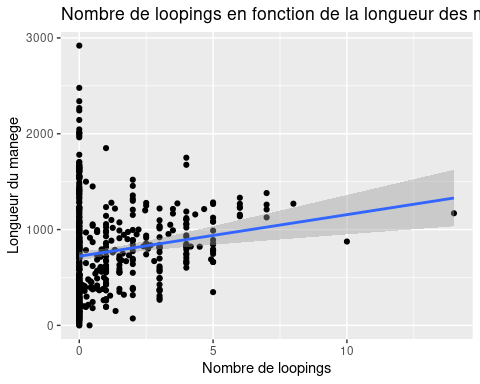 Nombre de loopings en fonction de la longueur des m
3000
2000
1000
0
Longueur du manege
0
5
10
Nombre de loopings